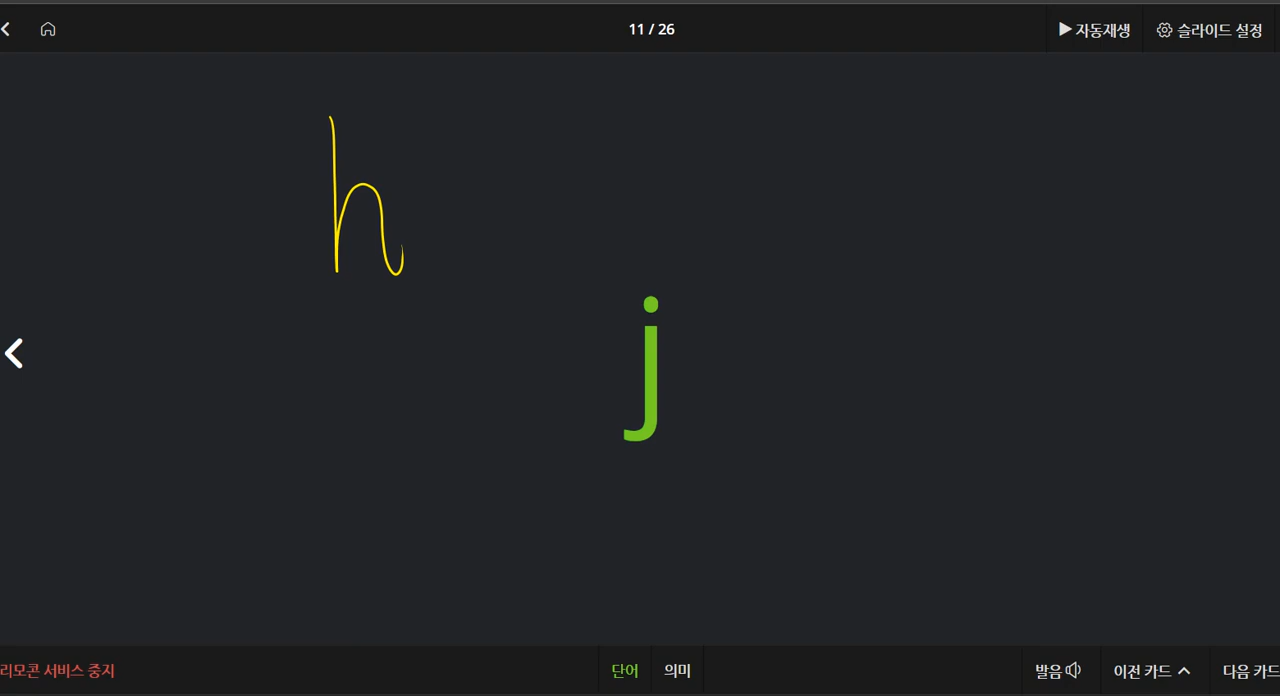 11 / 26
자동재생
슬라이드 설정
h
j
리모콘 서비스 중지
단어
의미
발음
이전 카드
다음 카드